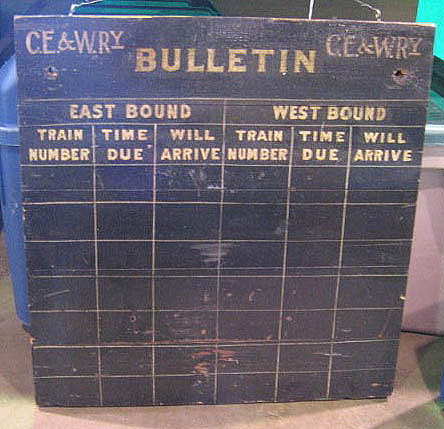 C.E. & W. RY BULLETIN C.E. & W. RY
EAST BOUND WEST BOUND
TRAIN NUMBER TIME DUE WILL ARRIVE TRAIN NUMBER TIME DUE WILL ARRIVE